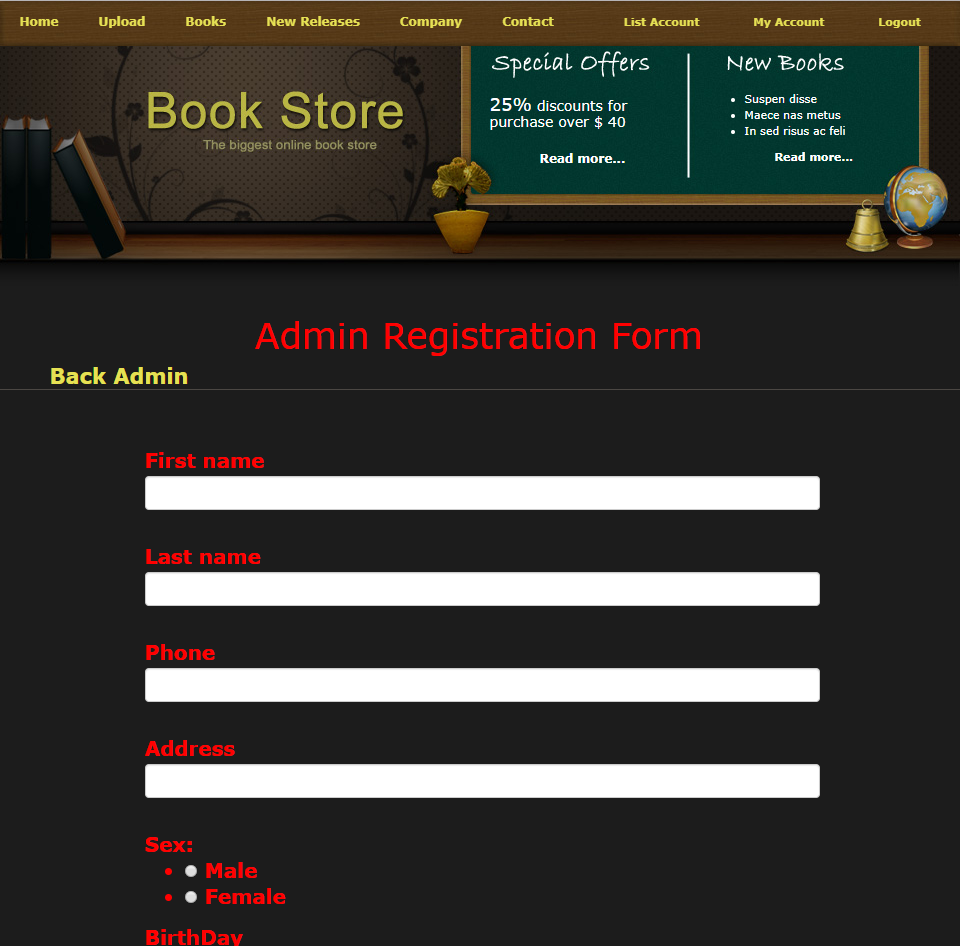 Home Upload Books New Releases Company Contact List Account My Account Logout
Book Store
The biggest online book store
Special Offers
25% discounts for
purchase over $ 40
Read more...
New Books
Suspen disse
Maece nas metus
In sed risus ac feli
Read more...
Admin Registration Form
Back Admin
First name
Last name
Phone
Address
Sex:
Male
Female
BirthDay